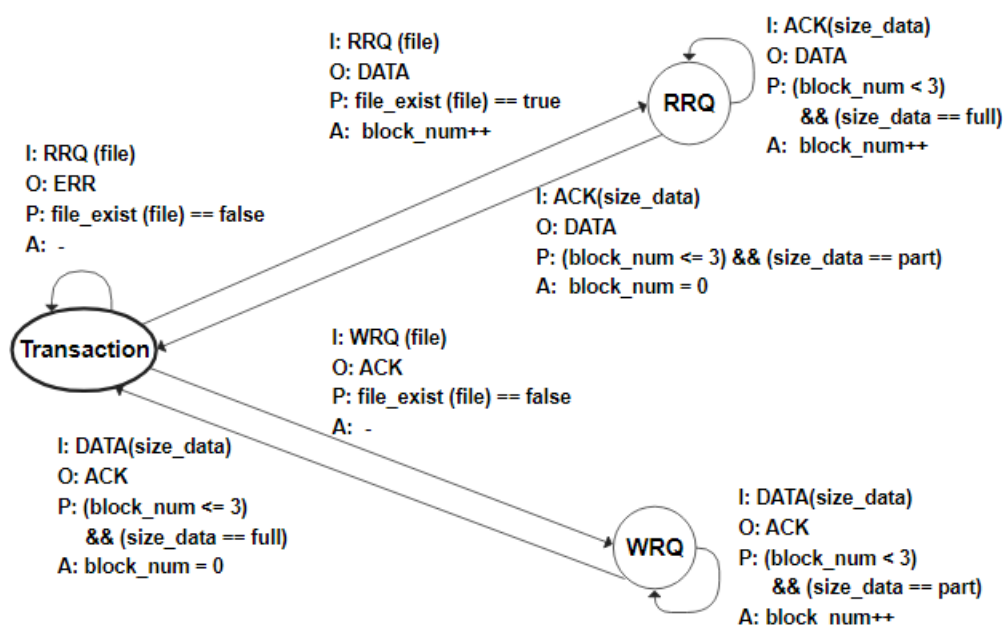 I: RRQ (file)
O: DATA
P: file_exist (file) == true
A: block_num++
RRQ
I: ACK(size_data)
O: DATA
P: (block_num < 3)
&& (size_data == full)
A: block_num++
I: RRQ (file)
O: ERR
P: file_exist (file) == false
A: -
I: ACK(size_data)
O: DATA
P: (block_num <= 3) && (size_data == part)
A: block_num = 0
Transaction
I: WRQ (file)
O: ACK
P: file_exist (file) == false
A: -
I: DATA(size_data)
O: ACK
P: (block_num <= 3)
&& (size_data == full)
A: block_num = 0
WRQ
I: DATA(size_data)
O: ACK
P: (block_num < 3)
&& (size_data == part)
A: block_num++